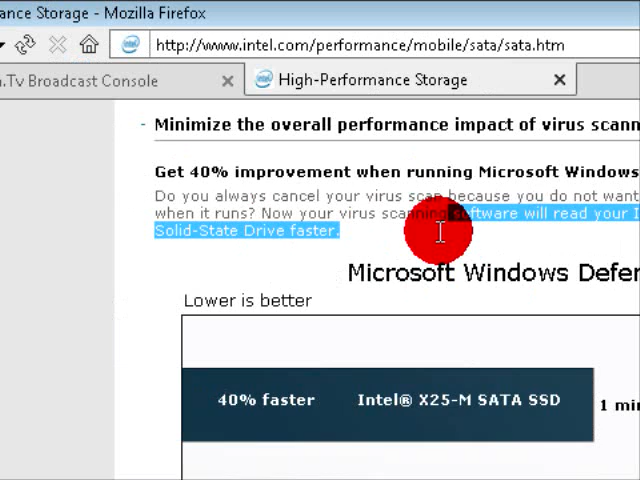 ance Storage - Mozilla Firefox
http://www.intel.com/performance/mobile/sata/sata.htm
.Tv Broadcast Console
High-Performance Storage
- Minimize the overall performance impact of virus scann
Get 40% improvement when running Microsoft Windows
Do you always cancel your virus scan because you do not want
when it runs? Now your virus scanning software will read your I
Solid-State Drive faster.
Microsoft Windows Defe
Lower is better
40% faster Intel® X25-M SATA SSD
1 mi